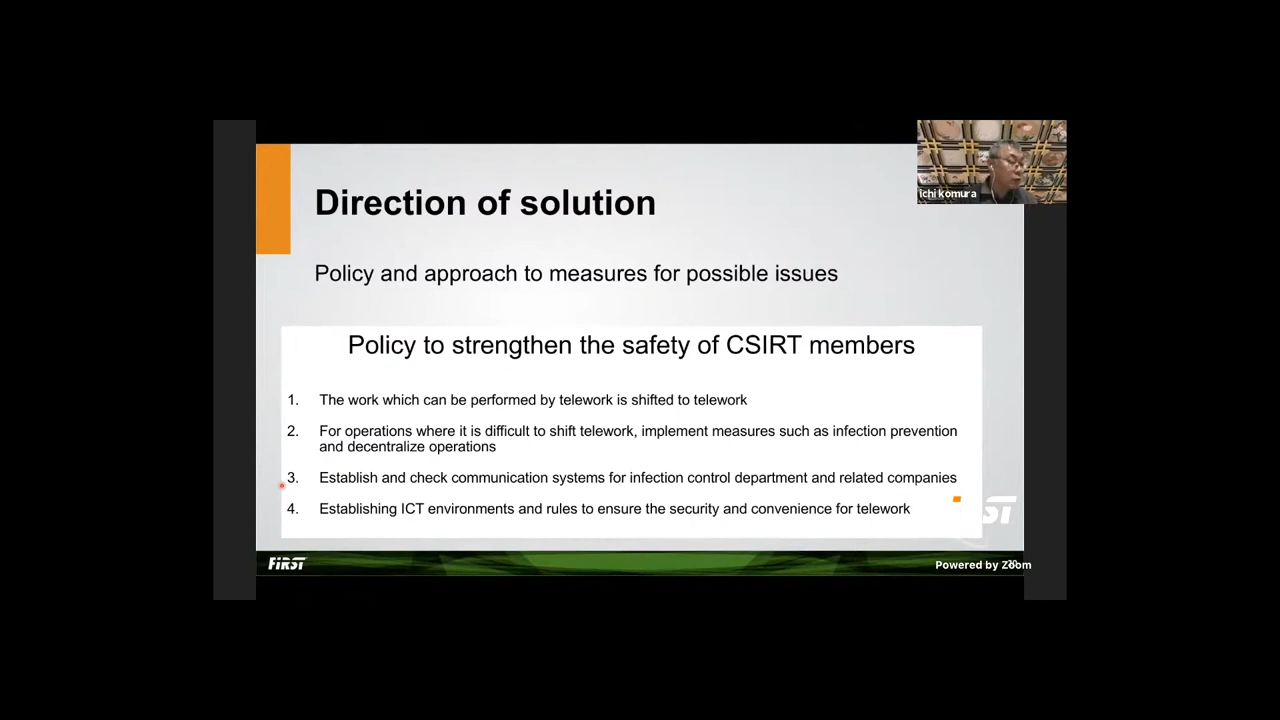 ichi komura
Direction of solution
Policy and approach to measures for possible issues
Policy to strengthen the safety of CSIRT members
1. The work which can be performed by telework is shifted to telework
2. For operations where it is difficult to shift telework, implement measures such as infection prevention
and decentralize operations
3. Establish and check communication systems for infection control department and related companies
4. Establishing ICT environments and rules to ensure the security and convenience for telework
ST
FiRST
Powered by Zoom